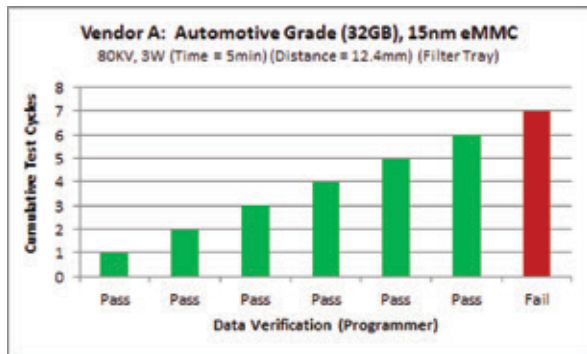 Vendor A: Automotive Grade (32GB), 15nm eMMC
80KV, 3W (Time = 5min) (Distance = 12.4mm) (Filter Tray)
Cumulative Test Cycles
8
7
6
5
4
3
2
1
0
Pass Pass Pass Pass Pass Pass Fail
Data Verification (Programmer)